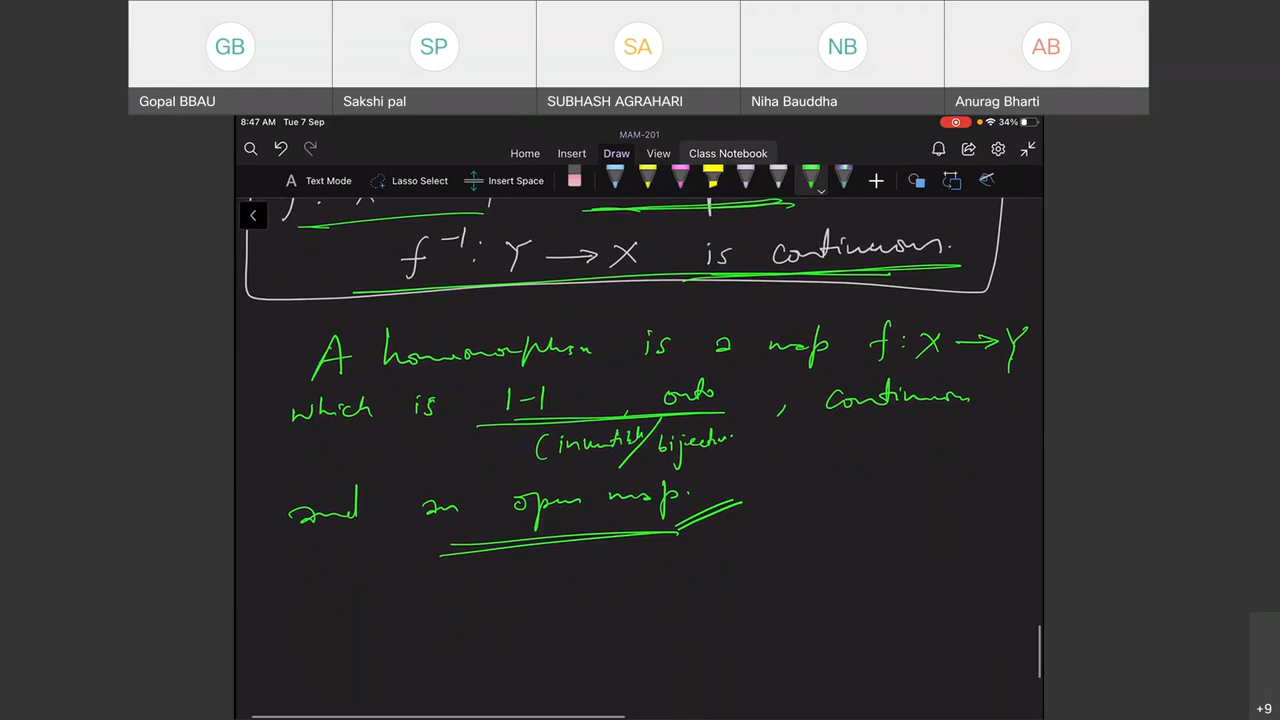 GB SP SA NB AB
Gopal BBAU Sakshi pal SUBHASH AGRAHARI Niha Bauddha Anurag Bharti
8:47 AM Tue 7 Sep 34%
MAM-201
Home Insert Draw View Class Notebook
Text Mode Lasso Select Insert Space
f⁻¹: Y → X is continuous.
A homeomorphism is a map f: X → Y
which is 1-1, onto, continuous
(invertible/bijective.
and an open map.
+9